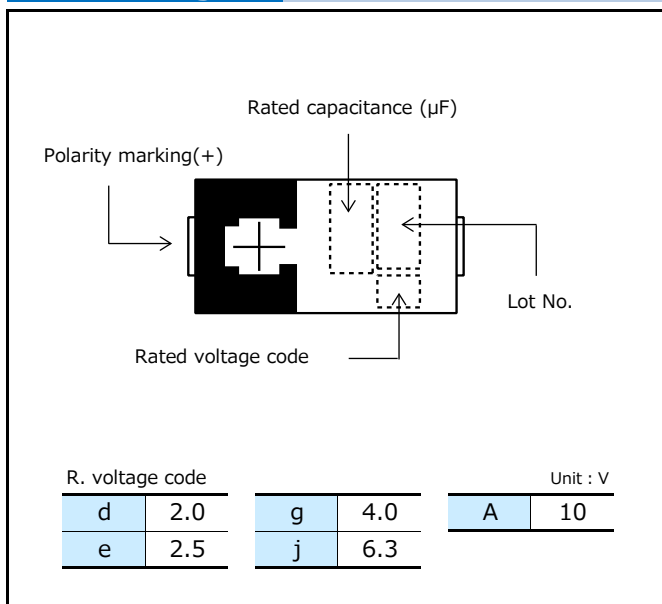 Rated capacitance (µF)
Polarity marking(+)
Lot No.
Rated voltage code
R. voltage code
Unit : V
d 2.0 g 4.0 A 10
e 2.5 j 6.3